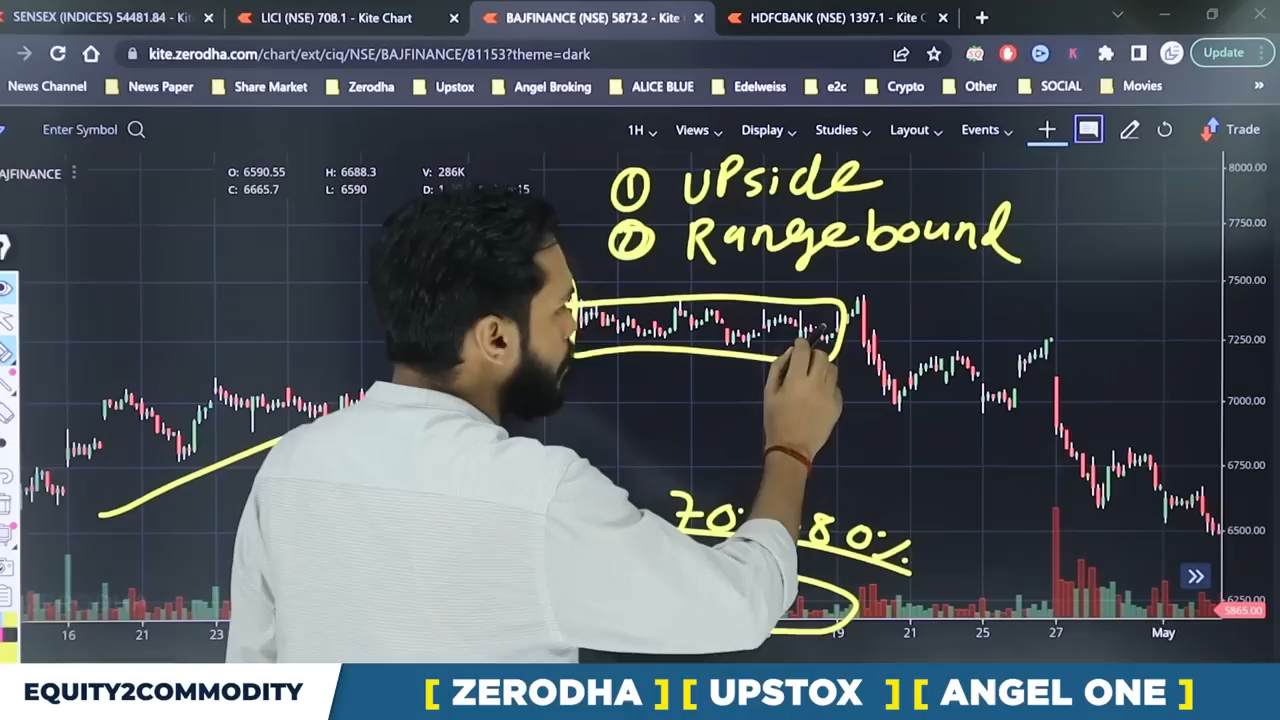 SENSEX (INDICES) 54481.84 - Ki
LICI (NSE) 708.1 - Kite Chart
BAJFINANCE (NSE) 5873.2 - Kite
HDFCBANK (NSE) 1397.1 - Kite C
kite.zerodha.com/chart/ext/ciq/NSE/BAJFINANCE/81153?theme=dark
Update
News Channel
News Paper
Share Market
Zerodha
Upstox
Angel Broking
ALICE BLUE
Edelweiss
e2c
Crypto
Other
SOCIAL
Movies
Enter Symbol
1H
Views
Display
Studies
Layout
Events
Trade
AJFINANCE
O: 6590.55
H: 6688.3
V: 286K
C: 6665.7
L: 6590
① UPside
② Rangebound
70% 80%
8000.00
7750.00
7500.00
7250.00
7000.00
6750.00
6500.00
6250.00
5865.00
16
21
23
19
21
25
27
May
EQUITY2COMMODITY
[ ZERODHA ] [ UPSTOX ] [ ANGEL ONE ]